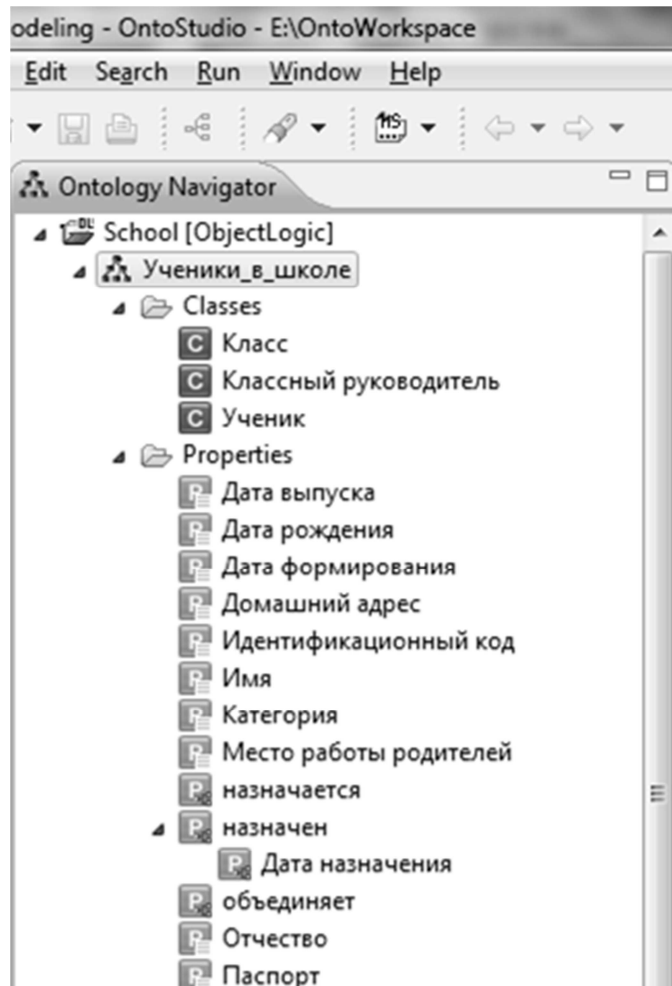 odeling - OntoStudio - E:\OntoWorkspace
Edit Search Run Window Help
Ontology Navigator
School [ObjectLogic]
Ученики_в_школе
Classes
C Класс
C Классный руководитель
C Ученик
Properties
P Дата выпуска
P Дата рождения
P Дата формирования
P Домашний адрес
P Идентификационный код
P Имя
P Категория
P Место работы родителей
P назначается
P назначен
P Дата назначения
P объединяет
P Отчество
P Паспорт